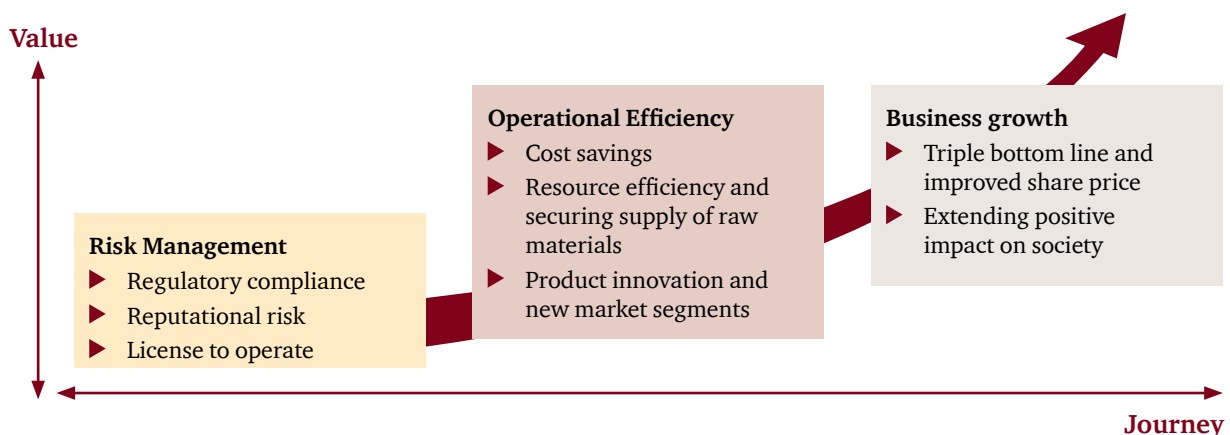 Value
Risk Management
Regulatory compliance
Reputational risk
License to operate
Operational Efficiency
Cost savings
Resource efficiency and
securing supply of raw
materials
Product innovation and
new market segments
Business growth
Triple bottom line and
improved share price
Extending positive
impact on society
Journey